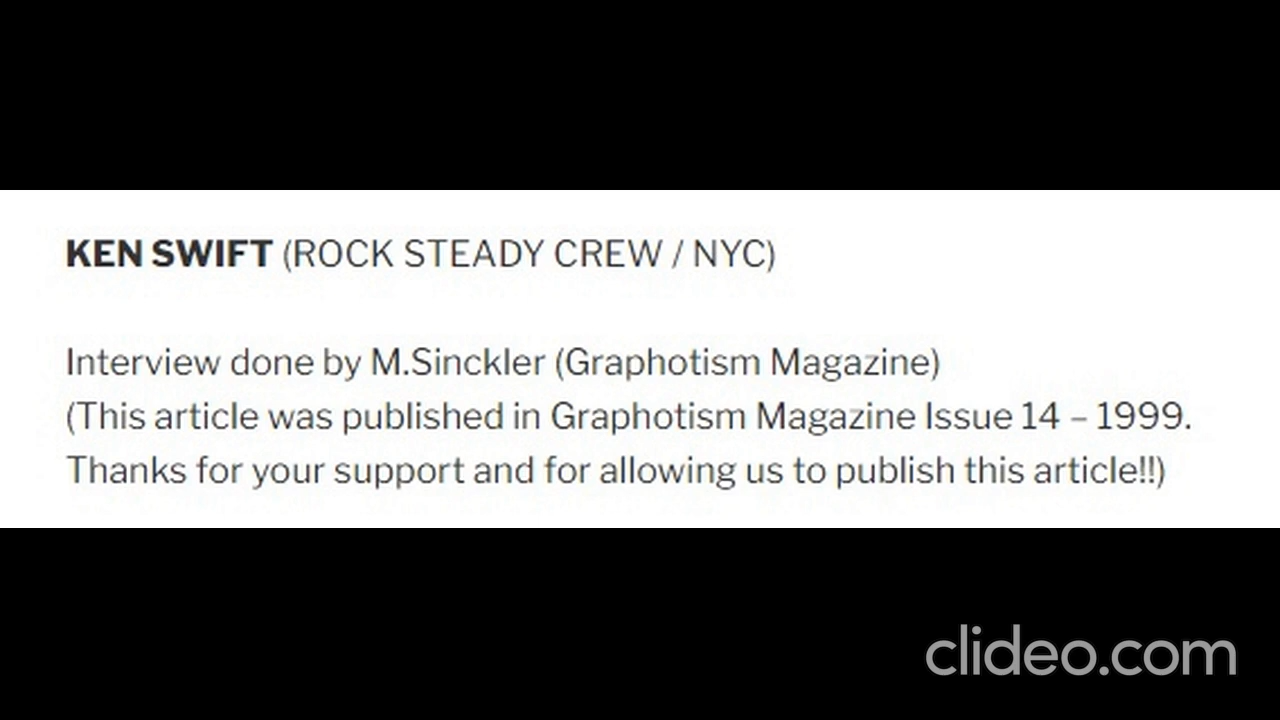 KEN SWIFT (ROCK STEADY CREW / NYC)
Interview done by M.Sinckler (Graphotism Magazine)
(This article was published in Graphotism Magazine Issue 14 – 1999.
Thanks for your support and for allowing us to publish this article!!)
clideo.com